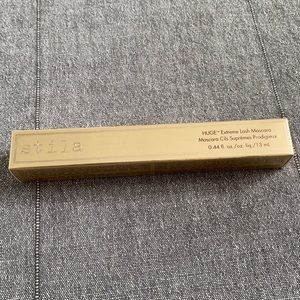 stila
HUGE™ Extreme Lash Mascara
Mascara Cils Suprêmes Prodigieux
0.44 fl. oz./oz. liq./13 mL